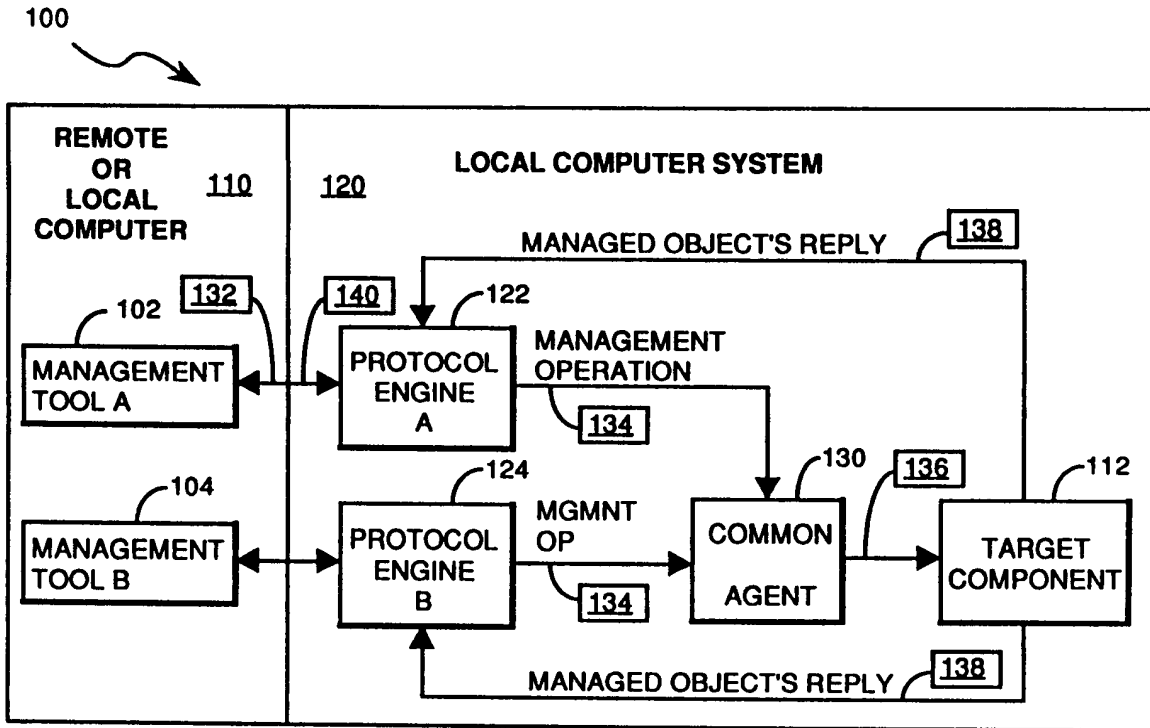 100
REMOTE
OR
LOCAL
COMPUTER
110
120
LOCAL COMPUTER SYSTEM
MANAGED OBJECT'S REPLY
138
132
140
102
122
MANAGEMENT
TOOL A
PROTOCOL
ENGINE
A
MANAGEMENT
OPERATION
134
104
124
130
136
112
MANAGEMENT
TOOL B
PROTOCOL
ENGINE
B
MGMNT
OP
134
COMMON
AGENT
TARGET
COMPONENT
MANAGED OBJECT'S REPLY
138